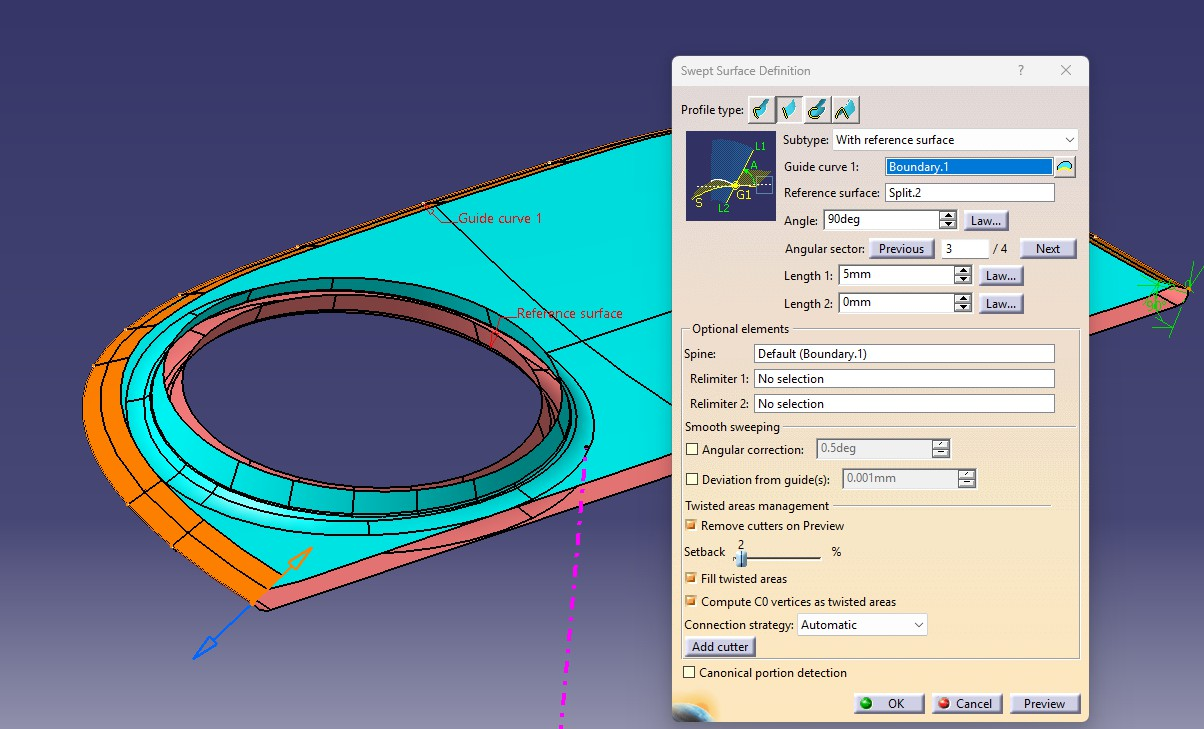 Swept Surface Definition
?
Profile type:
Subtype: With reference surface
L1
A
S
G1
L2
Guide curve 1: Boundary.1
Reference surface: Split.2
Angle: 90deg Law...
Angular sector: Previous 3 / 4 Next
Length 1: 5mm Law...
Length 2: 0mm Law...
Optional elements
Spine: Default (Boundary.1)
Relimiter 1: No selection
Relimiter 2: No selection
Smooth sweeping
Angular correction: 0.5deg
Deviation from guide(s): 0.001mm
Twisted areas management
Remove cutters on Preview
2
Setback %
Fill twisted areas
Compute C0 vertices as twisted areas
Connection strategy: Automatic
Add cutter
Canonical portion detection
OK Cancel Preview
Guide curve 1
Reference surface